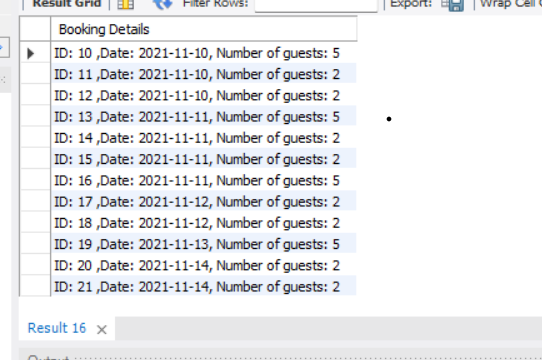 Result Grid Filter Rows: Export: Wrap Cell C
Booking Details
ID: 10 ,Date: 2021-11-10, Number of guests: 5
ID: 11 ,Date: 2021-11-10, Number of guests: 2
ID: 12 ,Date: 2021-11-10, Number of guests: 2
ID: 13 ,Date: 2021-11-11, Number of guests: 5
ID: 14 ,Date: 2021-11-11, Number of guests: 2
ID: 15 ,Date: 2021-11-11, Number of guests: 2
ID: 16 ,Date: 2021-11-11, Number of guests: 5
ID: 17 ,Date: 2021-11-12, Number of guests: 2
ID: 18 ,Date: 2021-11-12, Number of guests: 2
ID: 19 ,Date: 2021-11-13, Number of guests: 5
ID: 20 ,Date: 2021-11-14, Number of guests: 2
ID: 21 ,Date: 2021-11-14, Number of guests: 2
Result 16
Output